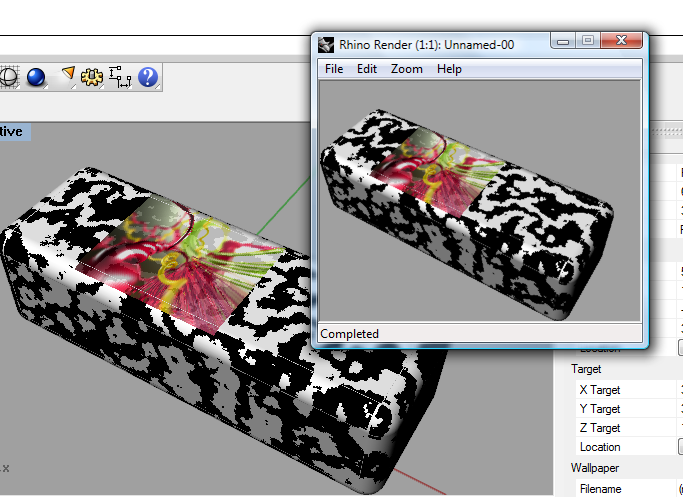 Rhino Render (1:1): Unnamed-00
File Edit Zoom Help
tive
Completed
Location
Target
X Target
Y Target
Z Target
Location
Wallpaper
Filename
x